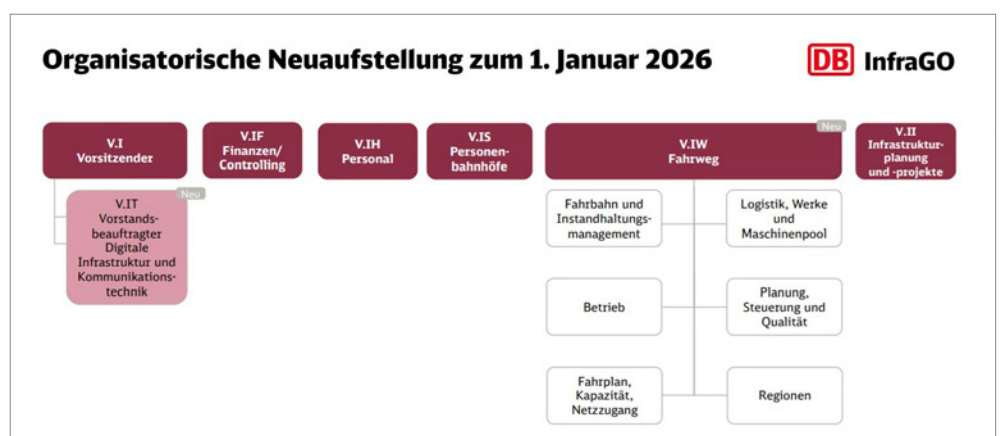 Organisatorische Neuaufstellung zum 1. Januar 2026
DB InfraGO
V.I
Vorsitzender
V.IF
Finanzen/
Controlling
V.IH
Personal
V.IS
Personen-
bahnhöfe
Neu
V.IW
Fahrweg
V.II
Infrastruktur-
planung
und -projekte
Neu
V.IT
Vorstands-
beauftragter
Digitale
Infrastruktur und
Kommunikations-
technik
Fahrbahn und
Instandhaltungs-
management
Logistik, Werke
und
Maschinenpool
Betrieb
Planung,
Steuerung und
Qualität
Fahrplan,
Kapazität,
Netzzugang
Regionen